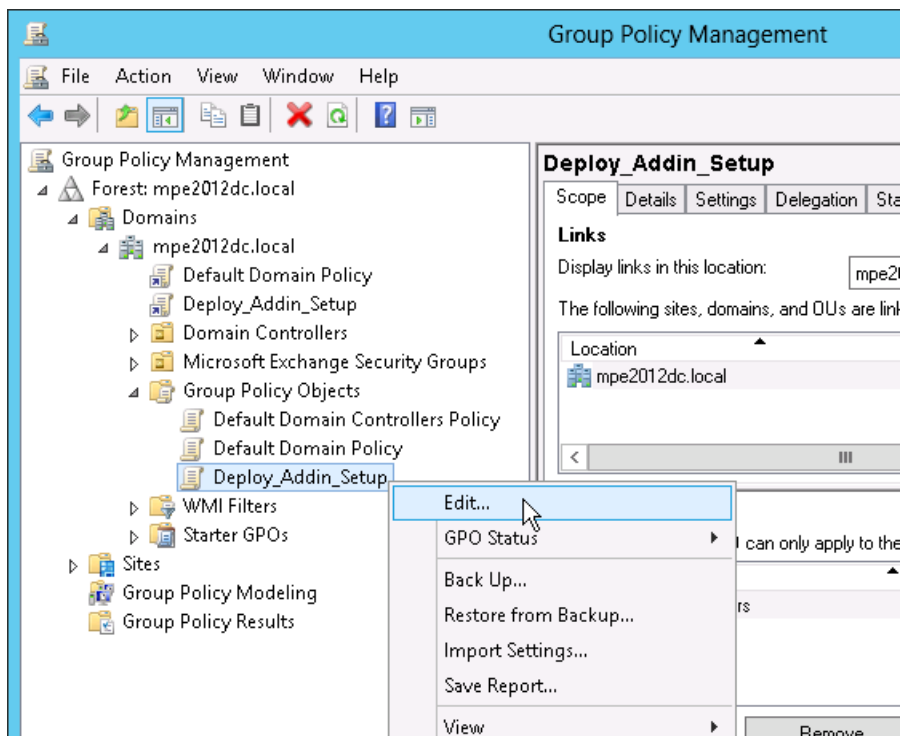 Group Policy Management
File Action View Window Help
Group Policy Management
Forest: mpe2012dc.local
Domains
mpe2012dc.local
Default Domain Policy
Deploy_Addin_Setup
Domain Controllers
Microsoft Exchange Security Groups
Group Policy Objects
Default Domain Controllers Policy
Default Domain Policy
Deploy_Addin_Setup
WMI Filters
Starter GPOs
Sites
Group Policy Modeling
Group Policy Results
Deploy_Addin_Setup
Scope Details Settings Delegation Sta
Links
Display links in this location: mpe20
The following sites, domains, and OUs are link
Location
mpe2012dc.local
Edit...
GPO Status
Back Up...
Restore from Backup...
Import Settings...
Save Report...
View
can only apply to the
rs
Remove